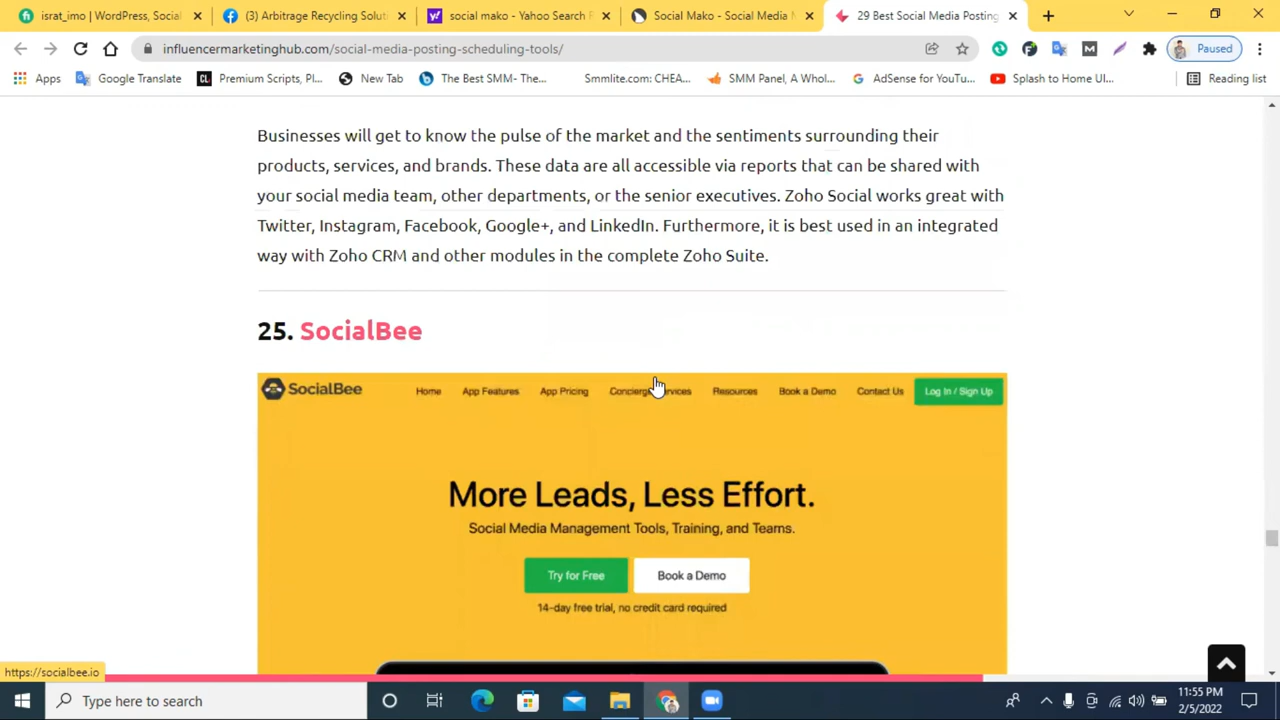 israt_imo | WordPress, Social
(3) Arbitrage Recycling Soluti
social mako - Yahoo Search R
Social Mako - Social Media M
29 Best Social Media Posting
influencermarketinghub.com/social-media-posting-scheduling-tools/
Paused
Apps
Google Translate
Premium Scripts, Pl...
New Tab
The Best SMM- The...
Smmlite.com: CHEA...
SMM Panel, A Whol...
AdSense for YouTu...
Splash to Home UI...
Reading list
Businesses will get to know the pulse of the market and the sentiments surrounding their
products, services, and brands. These data are all accessible via reports that can be shared with
your social media team, other departments, or the senior executives. Zoho Social works great with
Twitter, Instagram, Facebook, Google+, and LinkedIn. Furthermore, it is best used in an integrated
way with Zoho CRM and other modules in the complete Zoho Suite.
25. SocialBee
SocialBee
Home
App Features
App Pricing
Concierge Services
Resources
Book a Demo
Contact Us
Log In / Sign Up
More Leads, Less Effort.
Social Media Management Tools, Training, and Teams.
Try for Free
Book a Demo
14-day free trial, no credit card required
https://socialbee.io
Type here to search
11:55 PM
2/5/2022